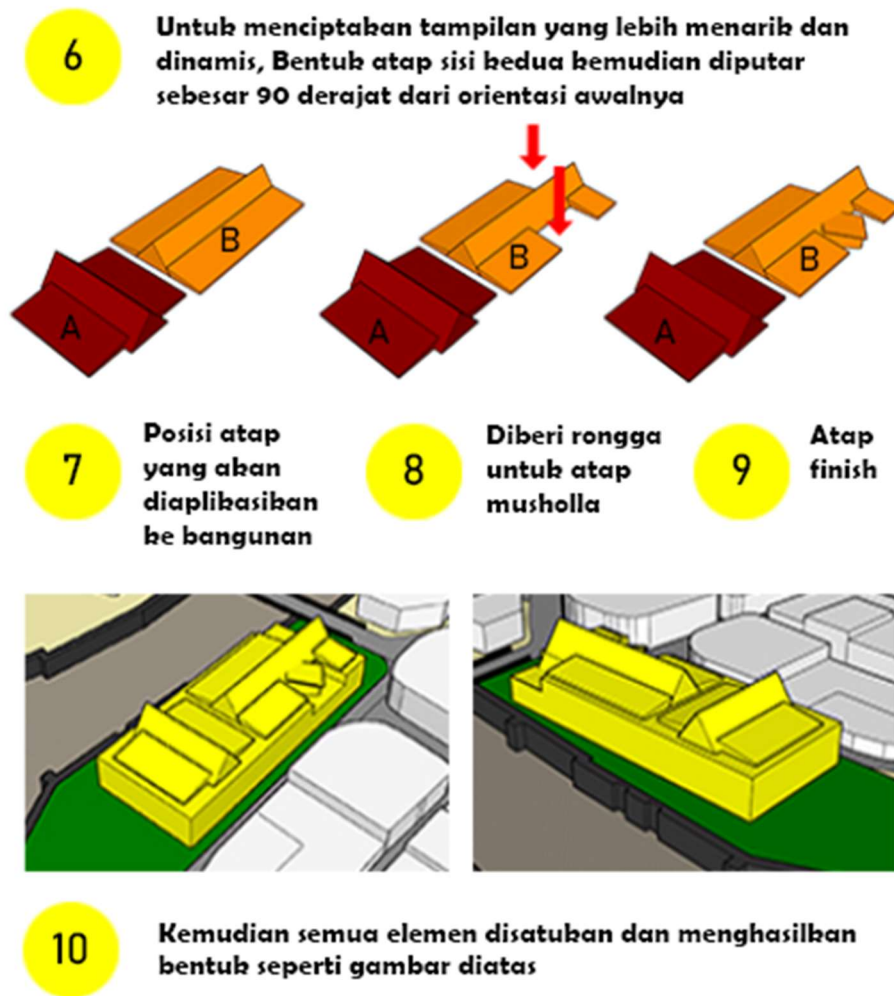 6
Untuk menciptakan tampilan yang lebih menarik dan
dinamis, Bentuk atap sisi kedua kemudian diputar
sebesar 90 derajat dari orientasi awalnya
A
B
A
B
A
B
7
Posisi atap
yang akan
diaplikasikan
ke bangunan
8
Diberi rongga
untuk atap
musholla
9
Atap
finish
10
Kemudian semua elemen disatukan dan menghasilkan
bentuk seperti gambar diatas